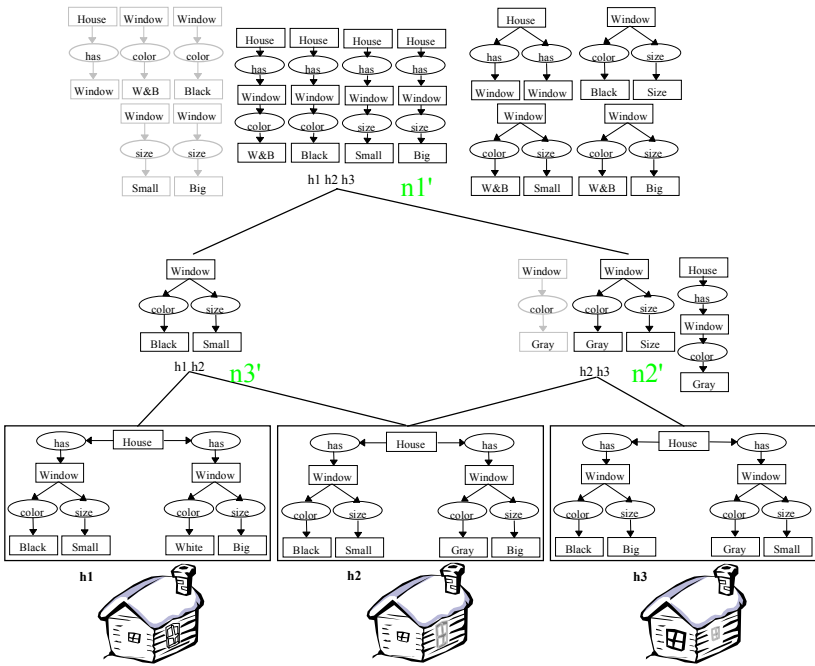 House Window Window
has color color
Window W&B Black
Window Window
size size
Small Big
House House House House
has has has has
Window Window Window Window
color color size size
W&B Black Small Big
House Window
has has color size
Window Window Black Size
Window Window
color size color size
W&B Small W&B Big
h1 h2 h3 n1'
Window
color size
Black Small
h1 h2 n3'
Window Window House
color color size has
Gray Gray Size Window
color
Gray
h2 h3 n2'
has House has
Window Window
color size color size
Black Small White Big
h1
has House has
Window Window
color size color size
Black Small Gray Big
h2
has House has
Window Window
color size color size
Black Big Gray Small
h3